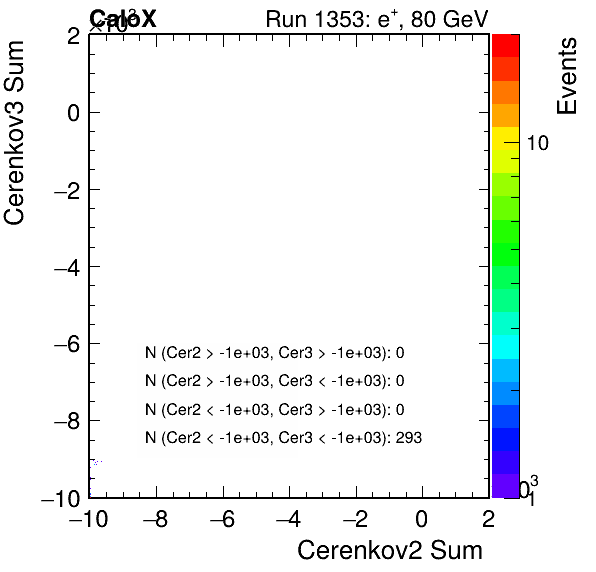 CaloX
Run 1353: e+, 80 GeV
×10³
Cerenkov3 Sum
Events
2
0
−2
−4
−6
−8
−10
10
1
N (Cer2 > -1e+03, Cer3 > -1e+03): 0
N (Cer2 > -1e+03, Cer3 < -1e+03): 0
N (Cer2 < -1e+03, Cer3 > -1e+03): 0
N (Cer2 < -1e+03, Cer3 < -1e+03): 293
−10 −8 −6 −4 −2 0 2
Cerenkov2 Sum